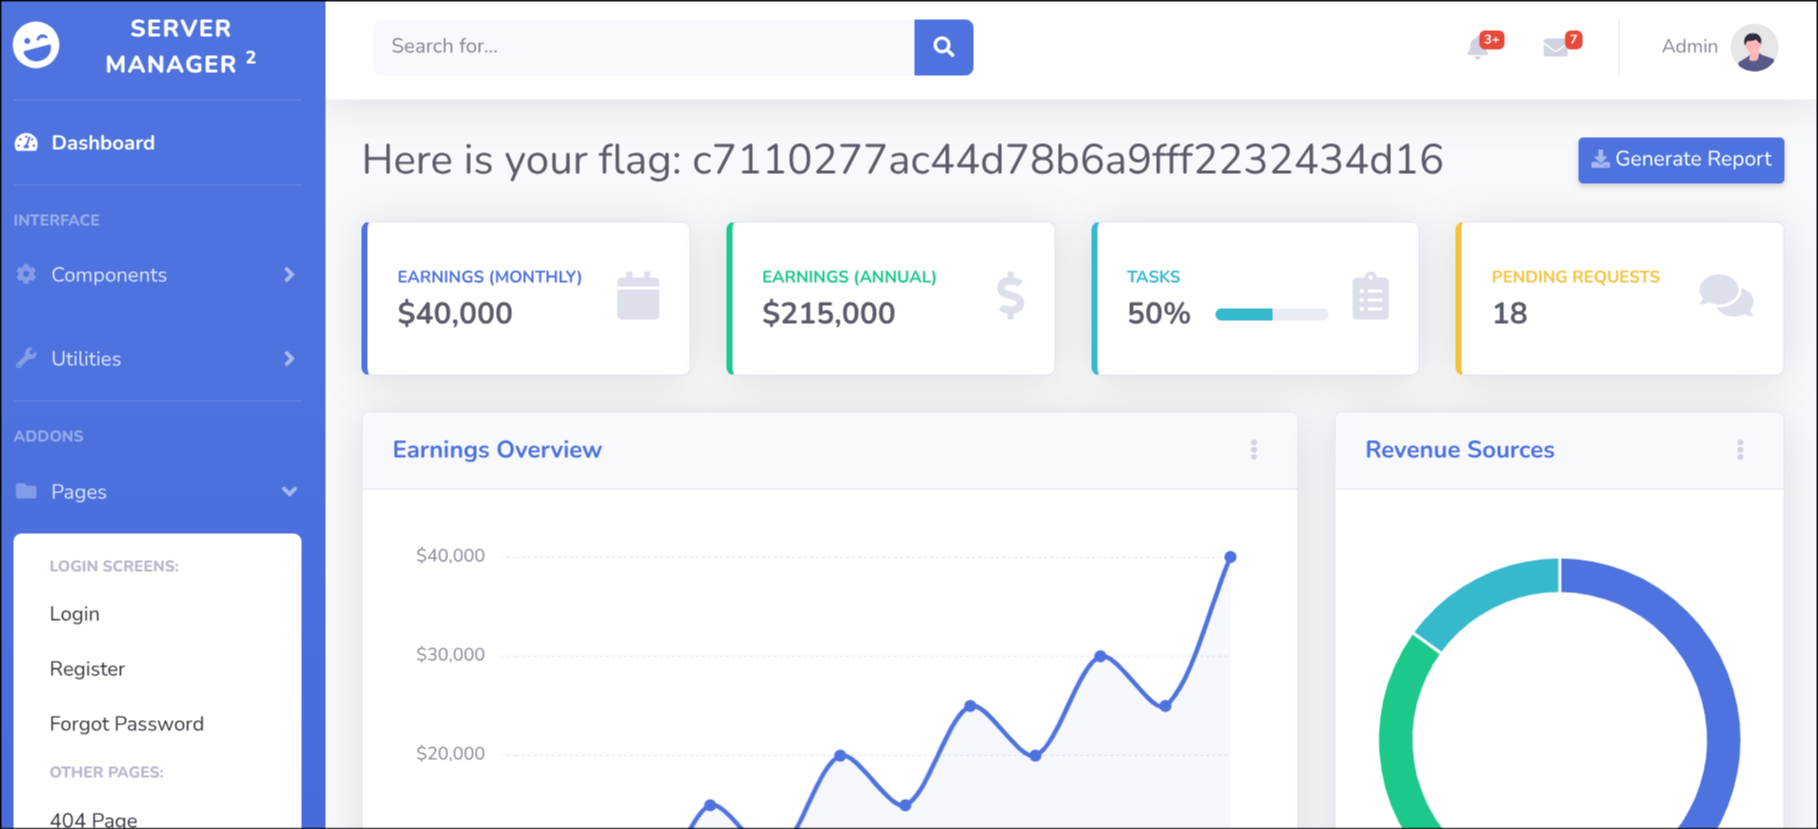 SERVER
MANAGER 2
Search for...
3+
7
Admin
Dashboard
INTERFACE
Components
Utilities
ADDONS
Pages
LOGIN SCREENS:
Login
Register
Forgot Password
OTHER PAGES:
404 Page
Here is your flag: c7110277ac44d78b6a9fff2232434d16
Generate Report
EARNINGS (MONTHLY)
$40,000
EARNINGS (ANNUAL)
$215,000
TASKS
50%
PENDING REQUESTS
18
Earnings Overview
$40,000
$30,000
$20,000
Revenue Sources